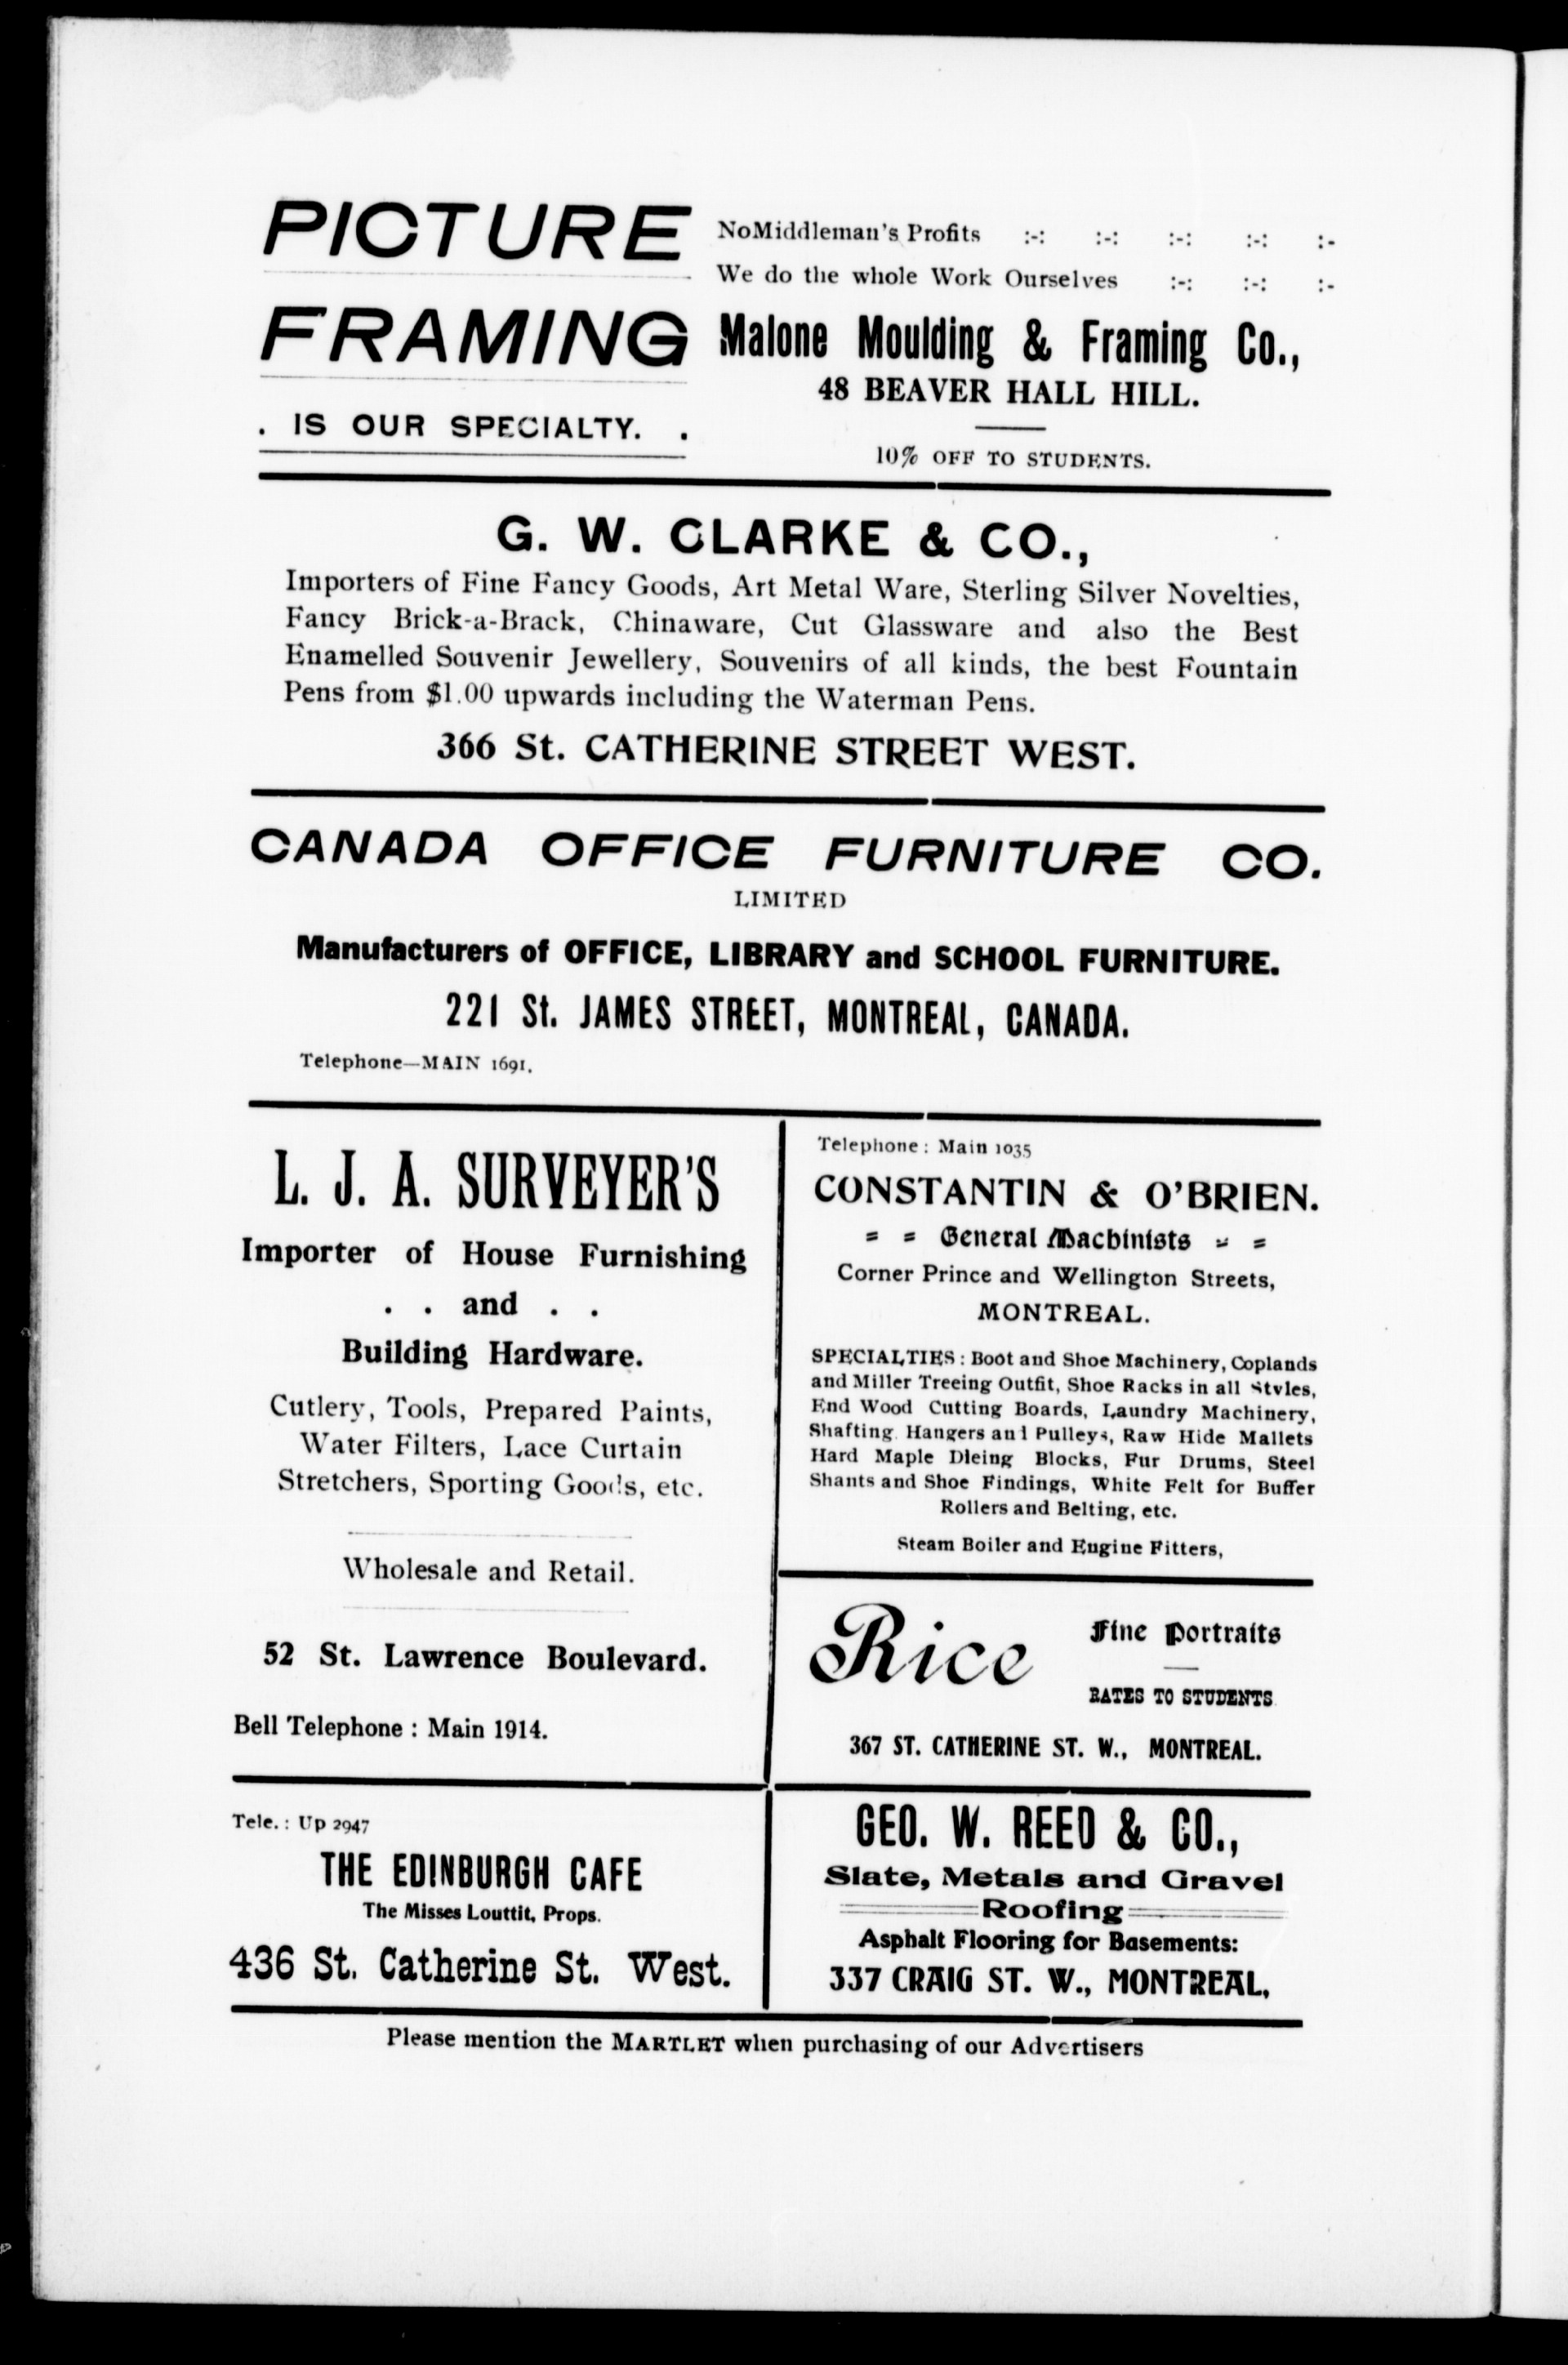 PICTURE
FRAMING
. IS OUR SPECIALTY. .
NoMiddleman's Profits :-: :-: :-: :-: :-
We do the whole Work Ourselves :-: :-: :-
Malone Moulding & Framing Co.,
48 BEAVER HALL HILL.
10% OFF TO STUDENTS.
G. W. CLARKE & CO.,
Importers of Fine Fancy Goods, Art Metal Ware, Sterling Silver Novelties,
Fancy Brick-a-Brack, Chinaware, Cut Glassware and also the Best
Enamelled Souvenir Jewellery, Souvenirs of all kinds, the best Fountain
Pens from $1.00 upwards including the Waterman Pens.
366 St. CATHERINE STREET WEST.
CANADA OFFICE FURNITURE CO.
LIMITED
Manufacturers of OFFICE, LIBRARY and SCHOOL FURNITURE.
221 St. JAMES STREET, MONTREAL, CANADA.
Telephone—MAIN 1691.
L. J. A. SURVEYER'S
Importer of House Furnishing
. . and . .
Building Hardware.
Cutlery, Tools, Prepared Paints,
Water Filters, Lace Curtain
Stretchers, Sporting Goods, etc.
Wholesale and Retail.
52 St. Lawrence Boulevard.
Bell Telephone : Main 1914.
Telephone : Main 1035
CONSTANTIN & O'BRIEN.
= = General Machinists = =
Corner Prince and Wellington Streets,
MONTREAL.
SPECIALTIES : Boot and Shoe Machinery, Coplands
and Miller Treeing Outfit, Shoe Racks in all Styles,
End Wood Cutting Boards, Laundry Machinery,
Shafting Hangers and Pulleys, Raw Hide Mallets
Hard Maple Dieing Blocks, Fur Drums, Steel
Shants and Shoe Findings, White Felt for Buffer
Rollers and Belting, etc.
Steam Boiler and Engine Fitters,
Rice
Fine Portraits
RATES TO STUDENTS
367 ST. CATHERINE ST. W., MONTREAL.
Tele. : Up 2947
THE EDINBURGH CAFE
The Misses Louttit, Props.
436 St. Catherine St. West.
GEO. W. REED & CO.,
Slate, Metals and Gravel
Roofing
Asphalt Flooring for Basements:
337 CRAIG ST. W., MONTREAL,
Please mention the MARTLET when purchasing of our Advertisers